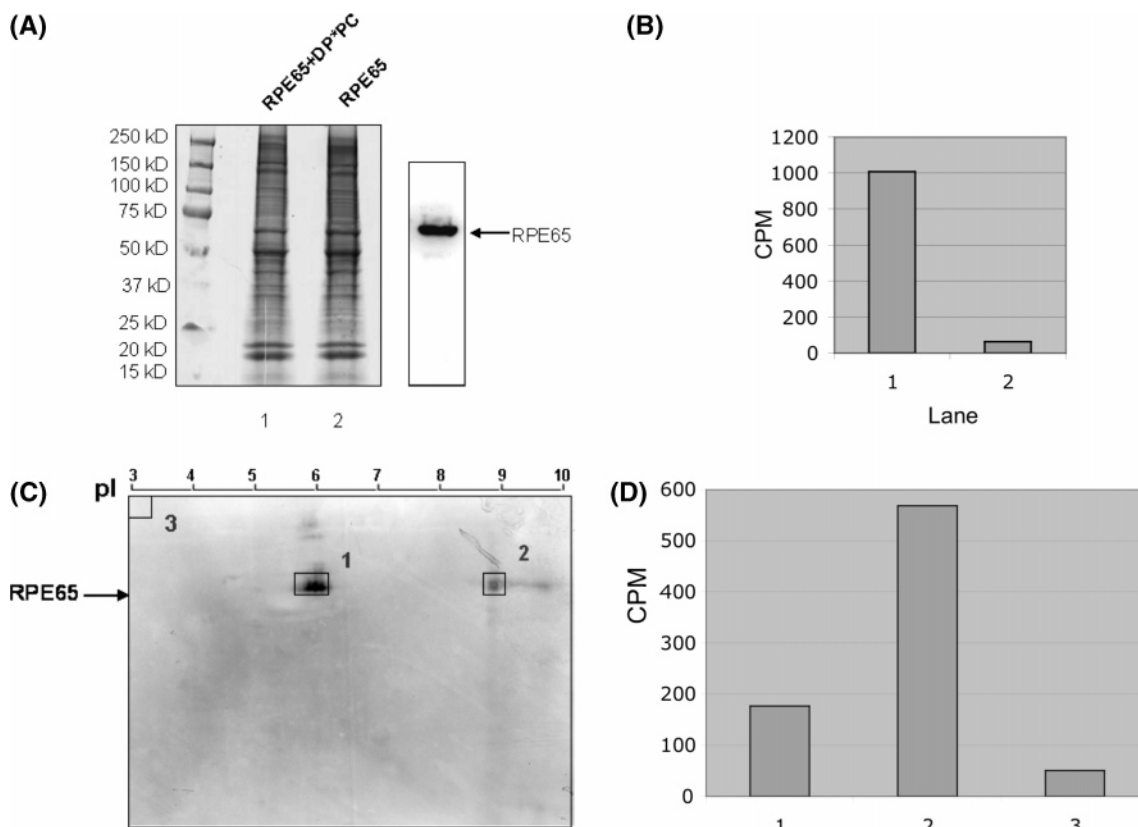 (A)
RPE65+DP*PC
RPE65
250 kD
150 kD
100 kD
75 kD
50 kD
37 kD
25 kD
20 kD
15 kD
RPE65
1 2
(B)
1200
1000
800
600
400
200
0
CPM
1 2
Lane
(C)
pI
3 4 5 6 7 8 9 10
3
1
2
RPE65
(D)
600
500
400
300
200
100
0
CPM
1 2 3